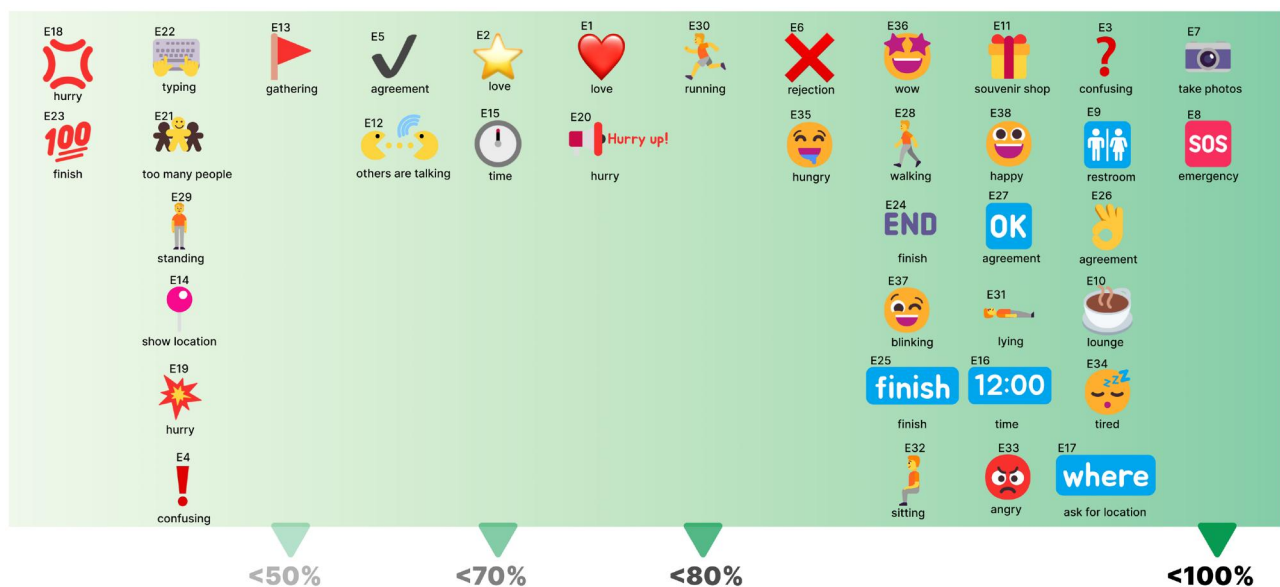 E18 E22 E13 E5 E2 E1 E30 E6 E36 E11 E3 E7
hurry typing gathering agreement love love running rejection wow souvenir shop confusing take photos
E23 E21 E12 E15 E20 E35 E28 E38 E9 E8
100 Hurry up! SOS
finish too many people others are talking time hurry hungry walking happy restroom emergency
E29 E24 E27 E26
END OK
standing finish agreement agreement
E14 E37 E31 E10
show location blinking lying lounge
E19 E25 E16 E34
finish 12:00 zzz
hurry finish time tired
E4 E32 E33 E17
where
confusing sitting angry ask for location
<50% <70% <80% <100%